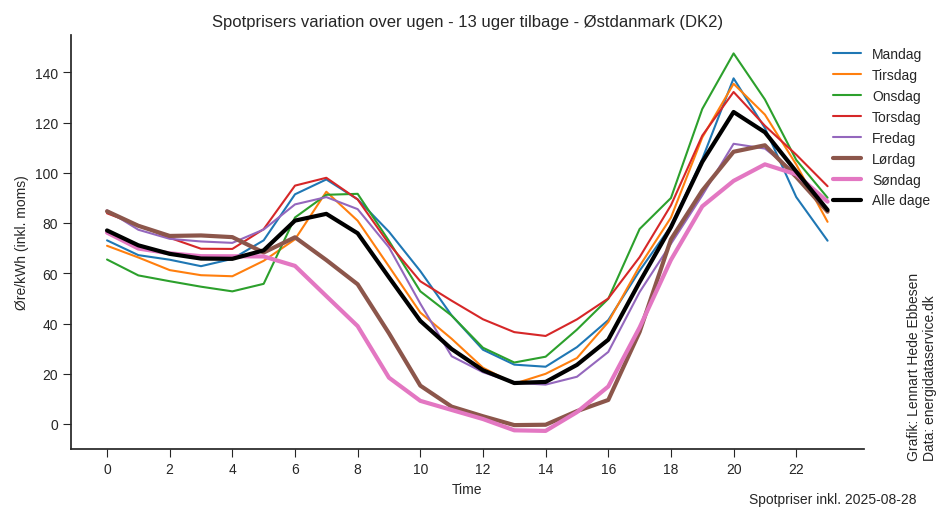 Spotprisers variation over ugen - 13 uger tilbage - Østdanmark (DK2)
Øre/kWh (inkl. moms)
140
120
100
80
60
40
20
0
0 2 4 6 8 10 12 14 16 18 20 22
Time
Mandag
Tirsdag
Onsdag
Torsdag
Fredag
Lørdag
Søndag
Alle dage
Grafik: Lennart Hede Ebbesen
Data: energidataservice.dk
Spotpriser inkl. 2025-08-28